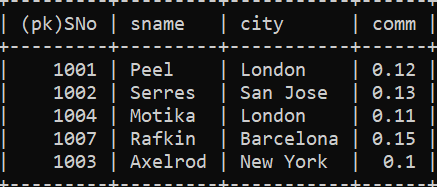 | (pk)SNo | sname | city | comm |
| 1001 | Peel | London | 0.12 |
| 1002 | Serres | San Jose | 0.13 |
| 1004 | Motika | London | 0.11 |
| 1007 | Rafkin | Barcelona | 0.15 |
| 1003 | Axelrod | New York | 0.1 |